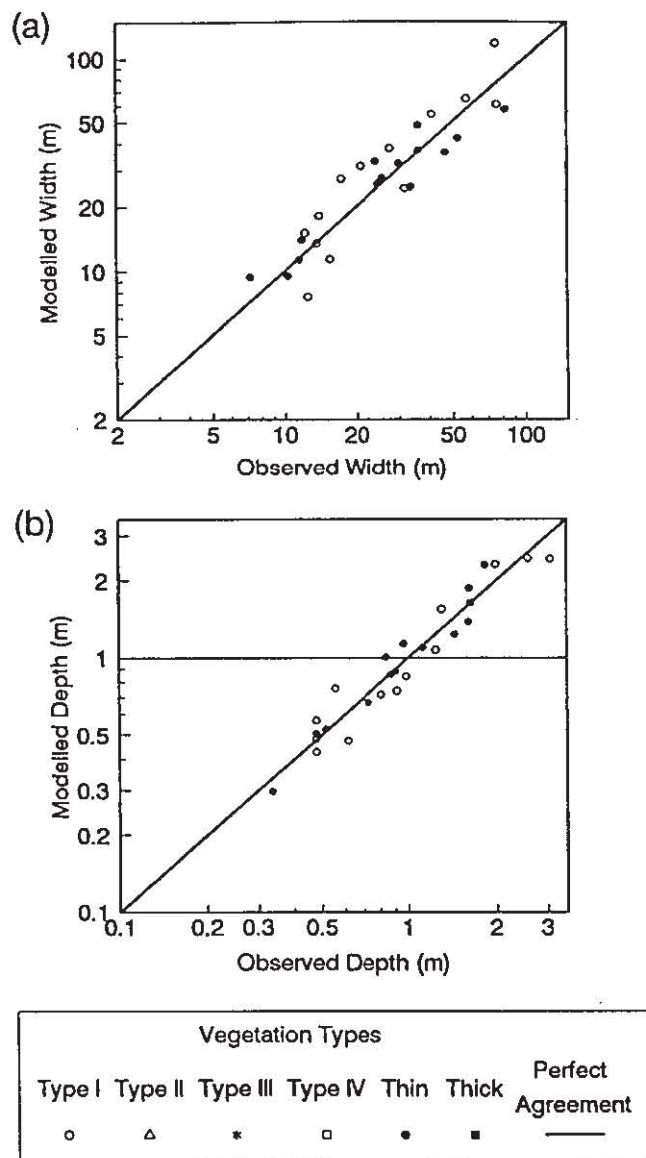 (a)
100
50
20
10
5
2
Modelled Width (m)
2 5 10 20 50 100
Observed Width (m)
(b)
3
2
1
0.5
0.3
0.2
0.1
Modelled Depth (m)
0.1 0.2 0.3 0.5 1 2 3
Observed Depth (m)
Vegetation Types
Type I Type II Type III Type IV Thin Thick Perfect
Agreement